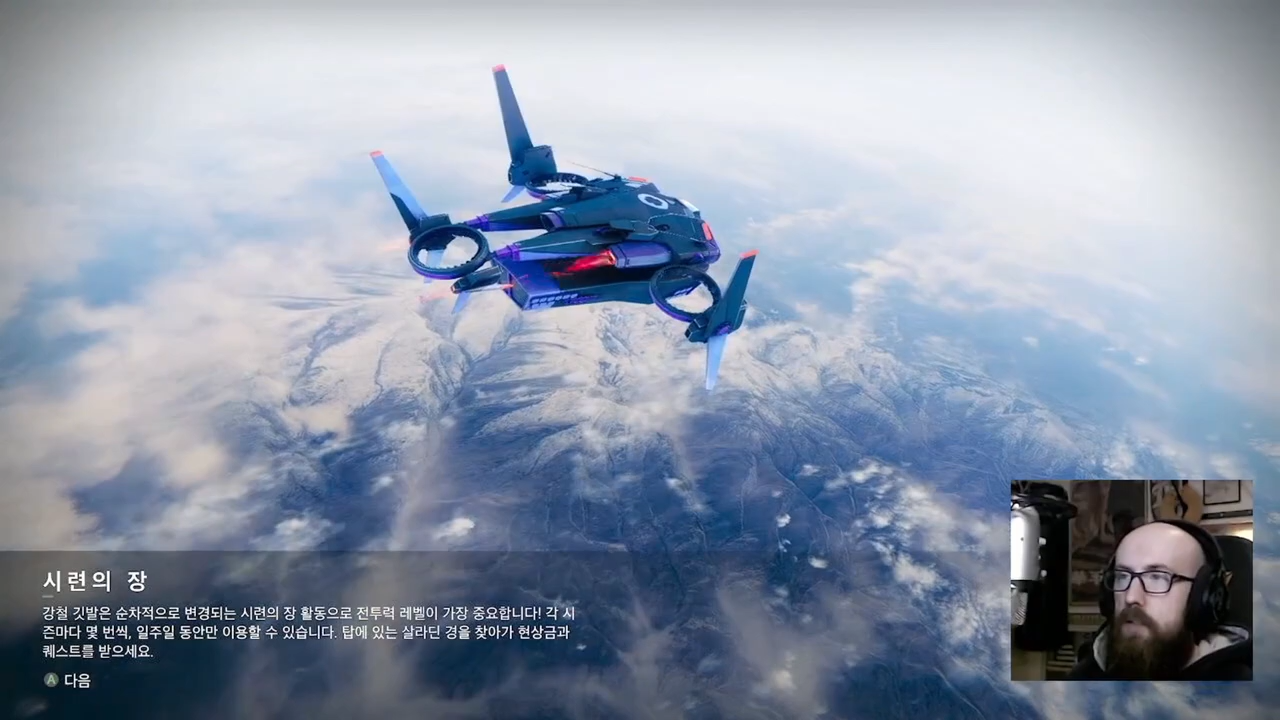 시련의 장
강철 깃발은 순차적으로 변경되는 시련의 장 활동으로 전투력 레벨이 가장 중요합니다! 각 시
즌마다 몇 번씩, 일주일 동안만 이용할 수 있습니다. 탑에 있는 살라딘 경을 찾아가 현상금과
퀘스트를 받으세요.
A 다음